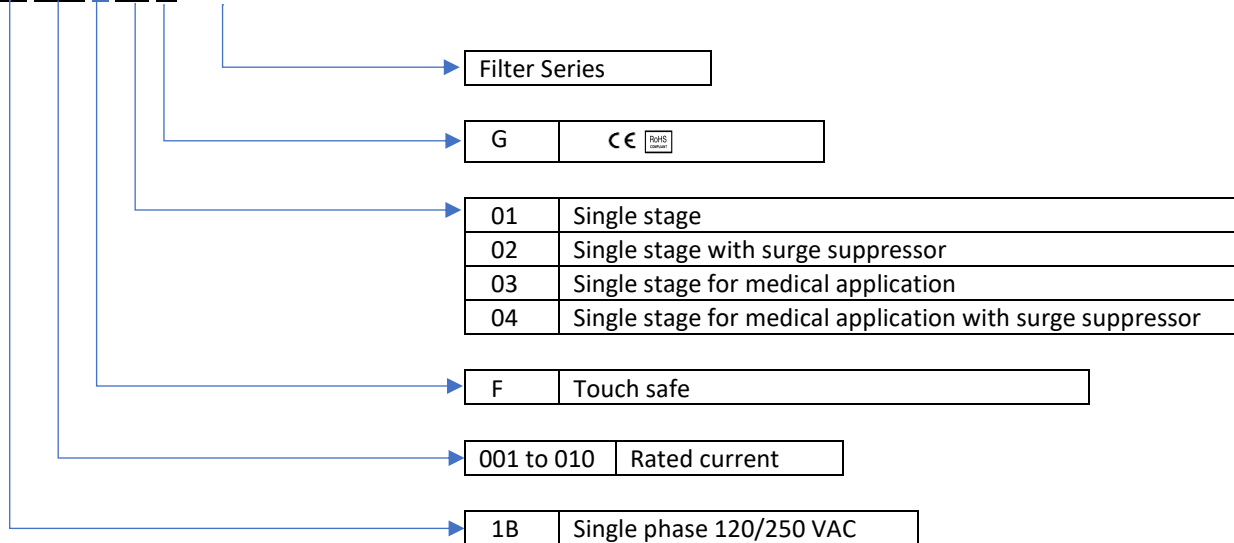 Filter Series
G CE RoHS COMPLIANT
01 Single stage
02 Single stage with surge suppressor
03 Single stage for medical application
04 Single stage for medical application with surge suppressor
F Touch safe
001 to 010 Rated current
1B Single phase 120/250 VAC